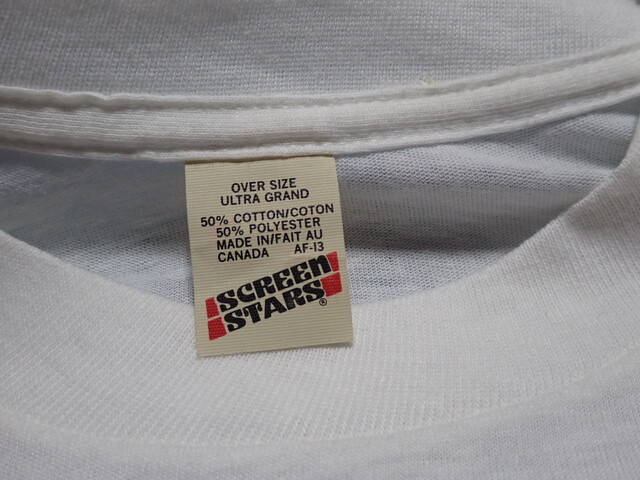 OVER SIZE
ULTRA GRAND
50% COTTON/COTON
50% POLYESTER
MADE IN/FAIT AU
CANADA AF-13
SCREEN
STARS®